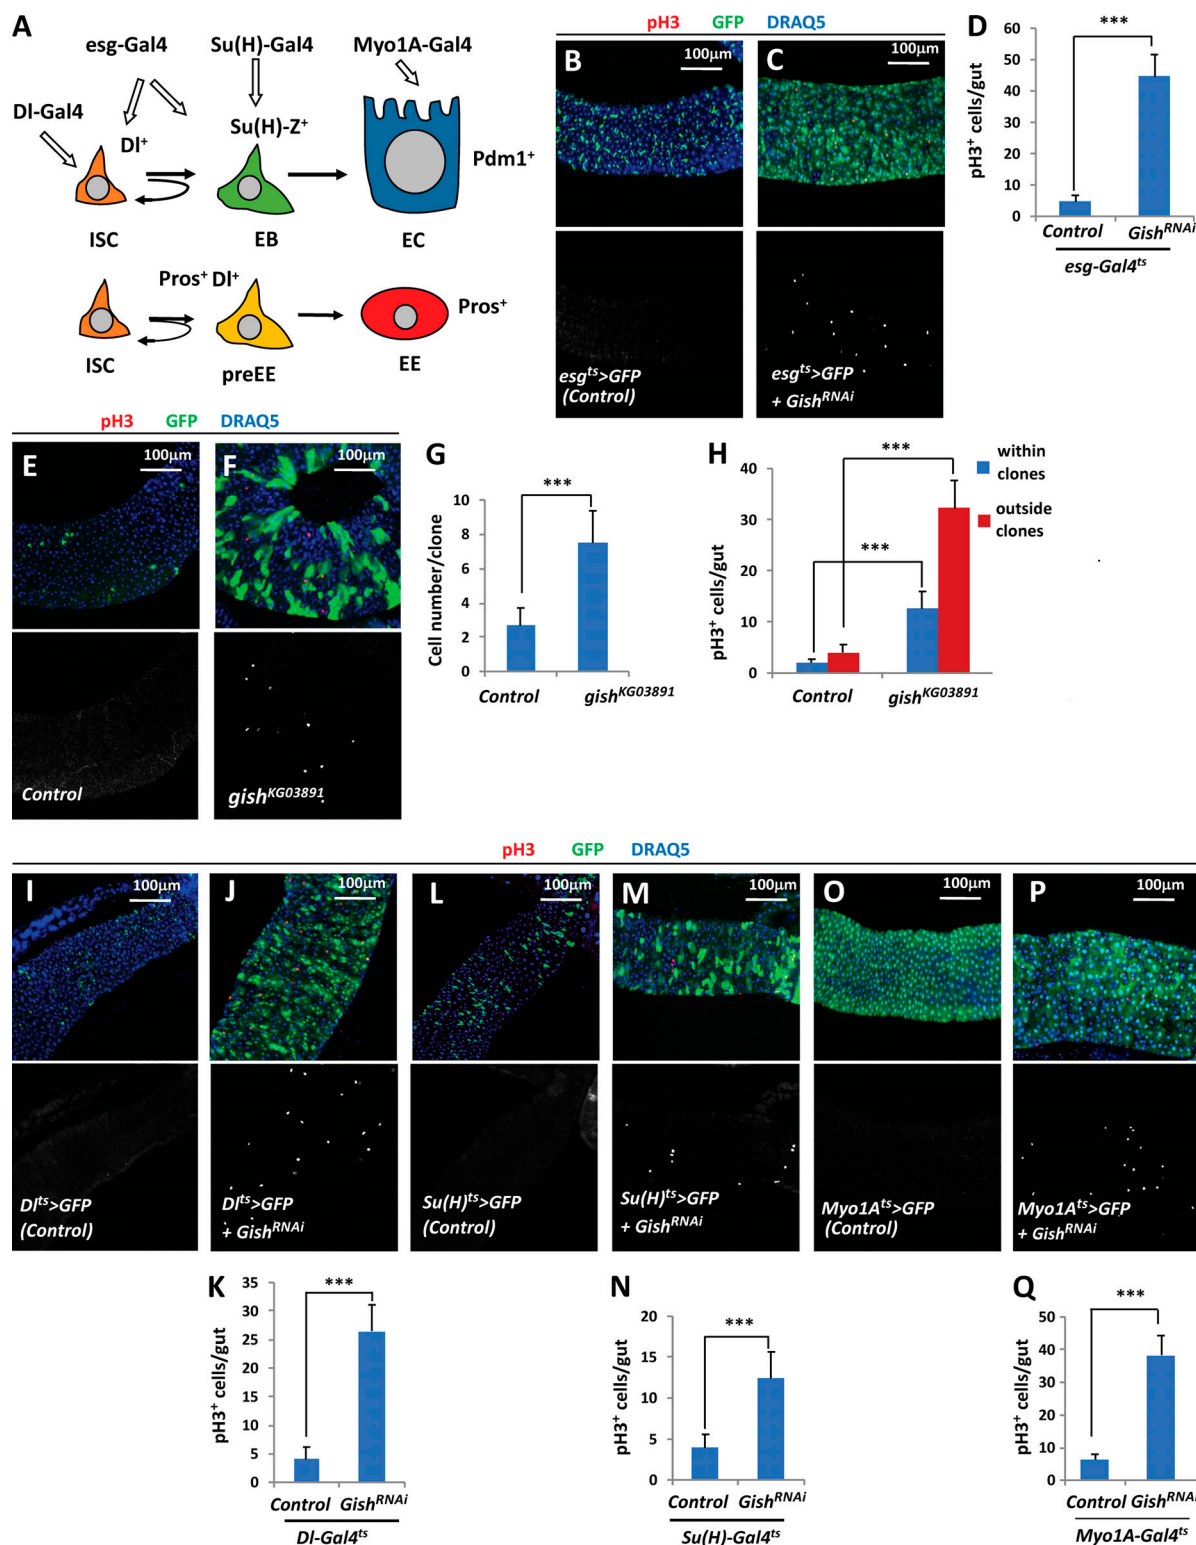 A
esg-Gal4
Su(H)-Gal4
Myo1A-Gal4
Dl-Gal4
Dl⁺
Su(H)-Z⁺
Pdm1⁺
ISC
EB
EC
Pros⁺ Dl⁺
Pros⁺
ISC
preEE
EE
pH3 GFP DRAQ5
B
100μm
C
100μm
esgᵗˢ>GFP
(Control)
esgᵗˢ>GFP
+ Gishᴿᴺᴬⁱ
D
pH3⁺ cells/gut
60
50
40
30
20
10
0
***
Control Gishᴿᴺᴬⁱ
esg-Gal4ᵗˢ
pH3 GFP DRAQ5
E
100μm
F
100μm
Control
gishᴷᴳ⁰³⁸⁹¹
G
Cell number/clone
10
8
6
4
2
0
***
Control gishᴷᴳ⁰³⁸⁹¹
H
pH3⁺ cells/gut
40
30
20
10
0
***
***
within
clones
outside
clones
Control gishᴷᴳ⁰³⁸⁹¹
pH3 GFP DRAQ5
I
100μm
J
100μm
L
100μm
M
100μm
O
100μm
P
100μm
Dlᵗˢ>GFP
(Control)
Dlᵗˢ>GFP
+ Gishᴿᴺᴬⁱ
Su(H)ᵗˢ>GFP
(Control)
Su(H)ᵗˢ>GFP
+ Gishᴿᴺᴬⁱ
Myo1Aᵗˢ>GFP
(Control)
Myo1Aᵗˢ>GFP
+ Gishᴿᴺᴬⁱ
K
pH3⁺ cells/gut
35
30
25
20
15
10
5
0
***
Control Gishᴿᴺᴬⁱ
Dl-Gal4ᵗˢ
N
pH3⁺ cells/gut
20
15
10
5
0
***
Control Gishᴿᴺᴬⁱ
Su(H)-Gal4ᵗˢ
Q
pH3⁺ cells/gut
50
40
30
20
10
0
***
Control Gishᴿᴺᴬⁱ
Myo1A-Gal4ᵗˢ